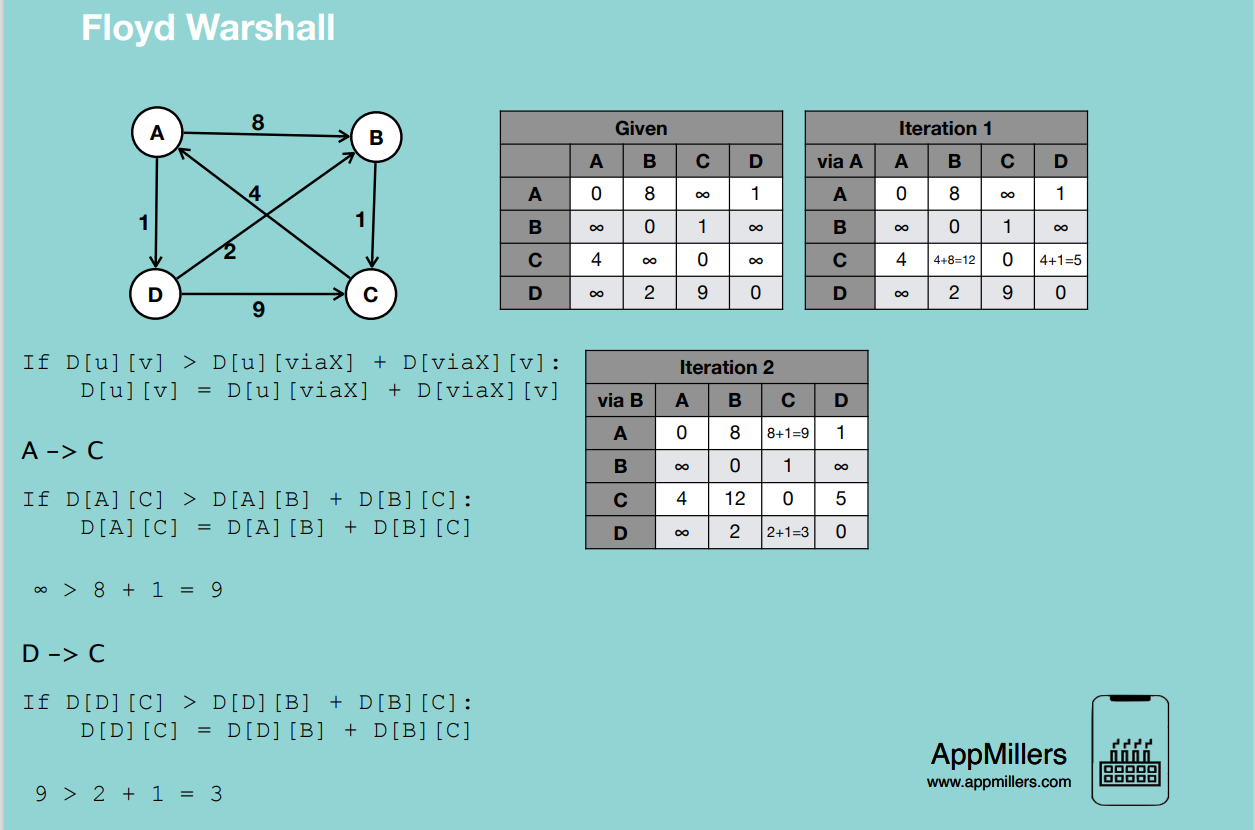 Floyd Warshall
A
8
B
4
1
1
2
D
9
C
Given
A B C D
A 0 8 ∞ 1
B ∞ 0 1 ∞
C 4 ∞ 0 ∞
D ∞ 2 9 0
Iteration 1
via A A B C D
A 0 8 ∞ 1
B ∞ 0 1 ∞
C 4 4+8=12 0 4+1=5
D ∞ 2 9 0
If D[u][v] > D[u][viaX] + D[viaX][v]:
D[u][v] = D[u][viaX] + D[viaX][v]
A -> C
If D[A][C] > D[A][B] + D[B][C]:
D[A][C] = D[A][B] + D[B][C]
∞ > 8 + 1 = 9
D -> C
If D[D][C] > D[D][B] + D[B][C]:
D[D][C] = D[D][B] + D[B][C]
9 > 2 + 1 = 3
Iteration 2
via B A B C D
A 0 8 8+1=9 1
B ∞ 0 1 ∞
C 4 12 0 5
D ∞ 2 2+1=3 0
AppMillers
www.appmillers.com